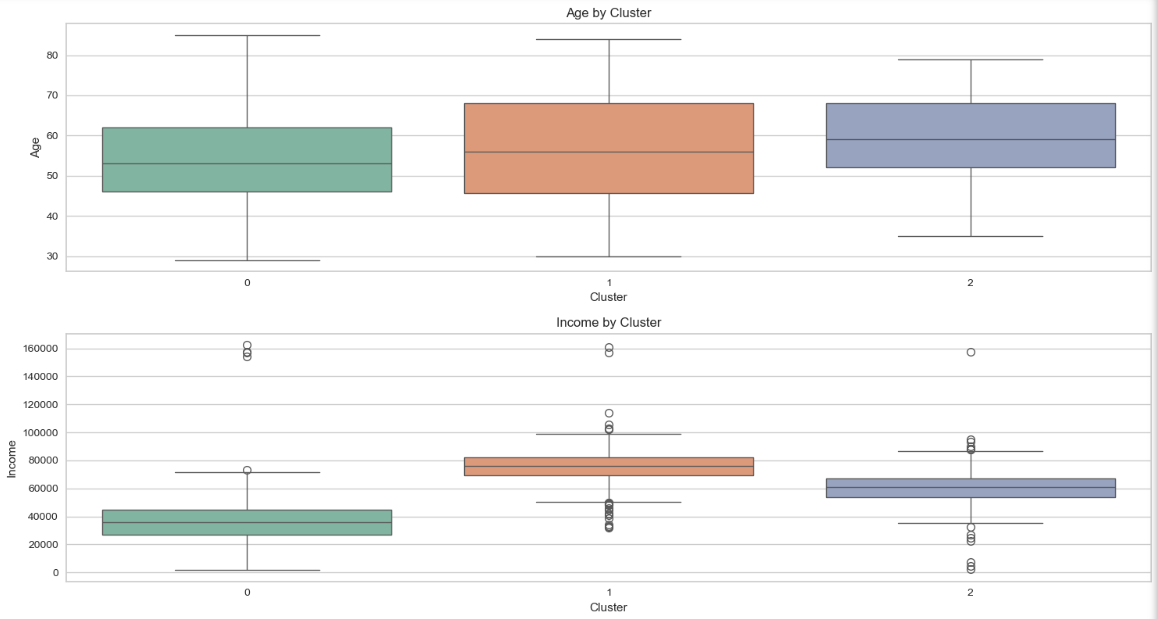 Age by Cluster
80
70
60
50
40
30
Age
0 1 2
Cluster
Income by Cluster
160000
140000
120000
100000
80000
60000
40000
20000
0
Income
0 1 2
Cluster